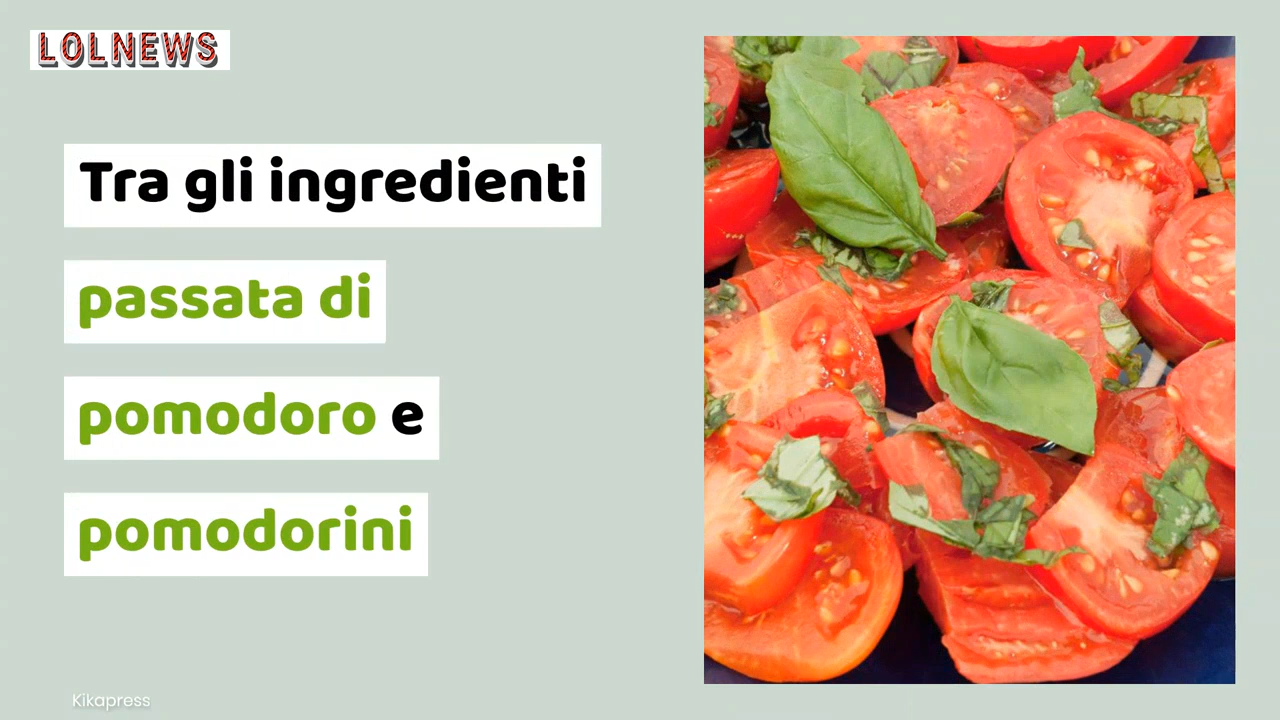 LOLNEWS
Tra gli ingredienti
passata di
pomodoro e
pomodorini
Kikapress